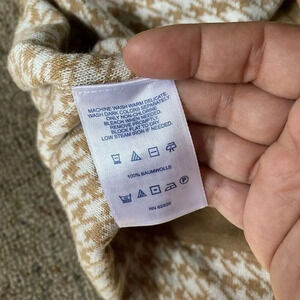 MACHINE WASH WARM DELICATE.
WASH DARK COLORS SEPARATELY.
ONLY NON-CHLORINE
BLEACH WHEN NEEDED.
REMOVE PROMPTLY.
BLOCK FLAT TO DRY.
LOW STEAM IRON IF NEEDED.
100% BAUMWOLLE
RN